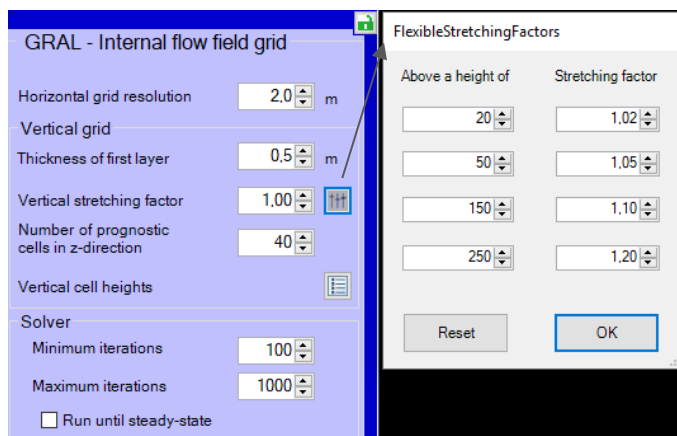 GRAL - Internal flow field grid
Horizontal grid resolution 2,0 m
Vertical grid
Thickness of first layer 0,5 m
Vertical stretching factor 1,00
Number of prognostic
cells in z-direction 40
Vertical cell heights
Solver
Minimum iterations 100
Maximum iterations 1000
Run until steady-state
FlexibleStretchingFactors
Above a height of Stretching factor
20 1,02
50 1,05
150 1,10
250 1,20
Reset OK